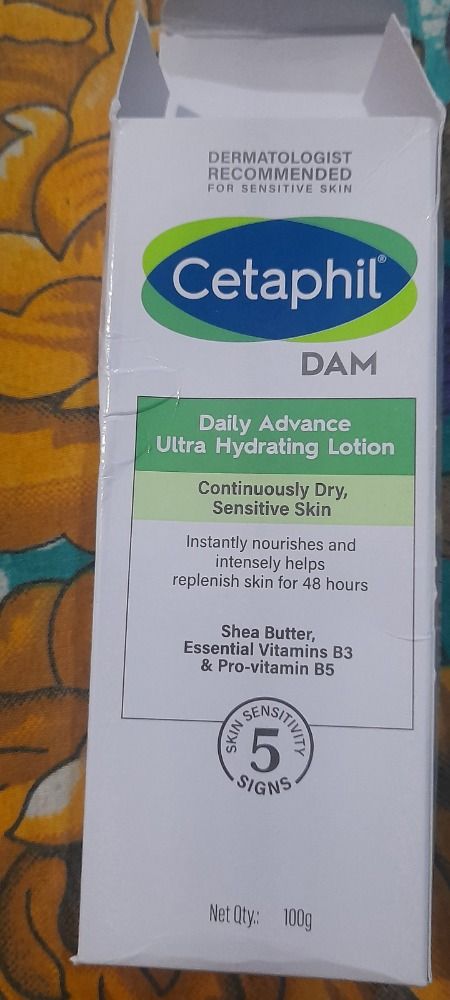 DERMATOLOGIST
RECOMMENDED
FOR SENSITIVE SKIN
Cetaphil®
DAM
Daily Advance
Ultra Hydrating Lotion
Continuously Dry,
Sensitive Skin
Instantly nourishes and
intensely helps
replenish skin for 48 hours
Shea Butter,
Essential Vitamins B3
& Pro-vitamin B5
SKIN SENSITIVITY
5
SIGNS
Net Qty.: 100g